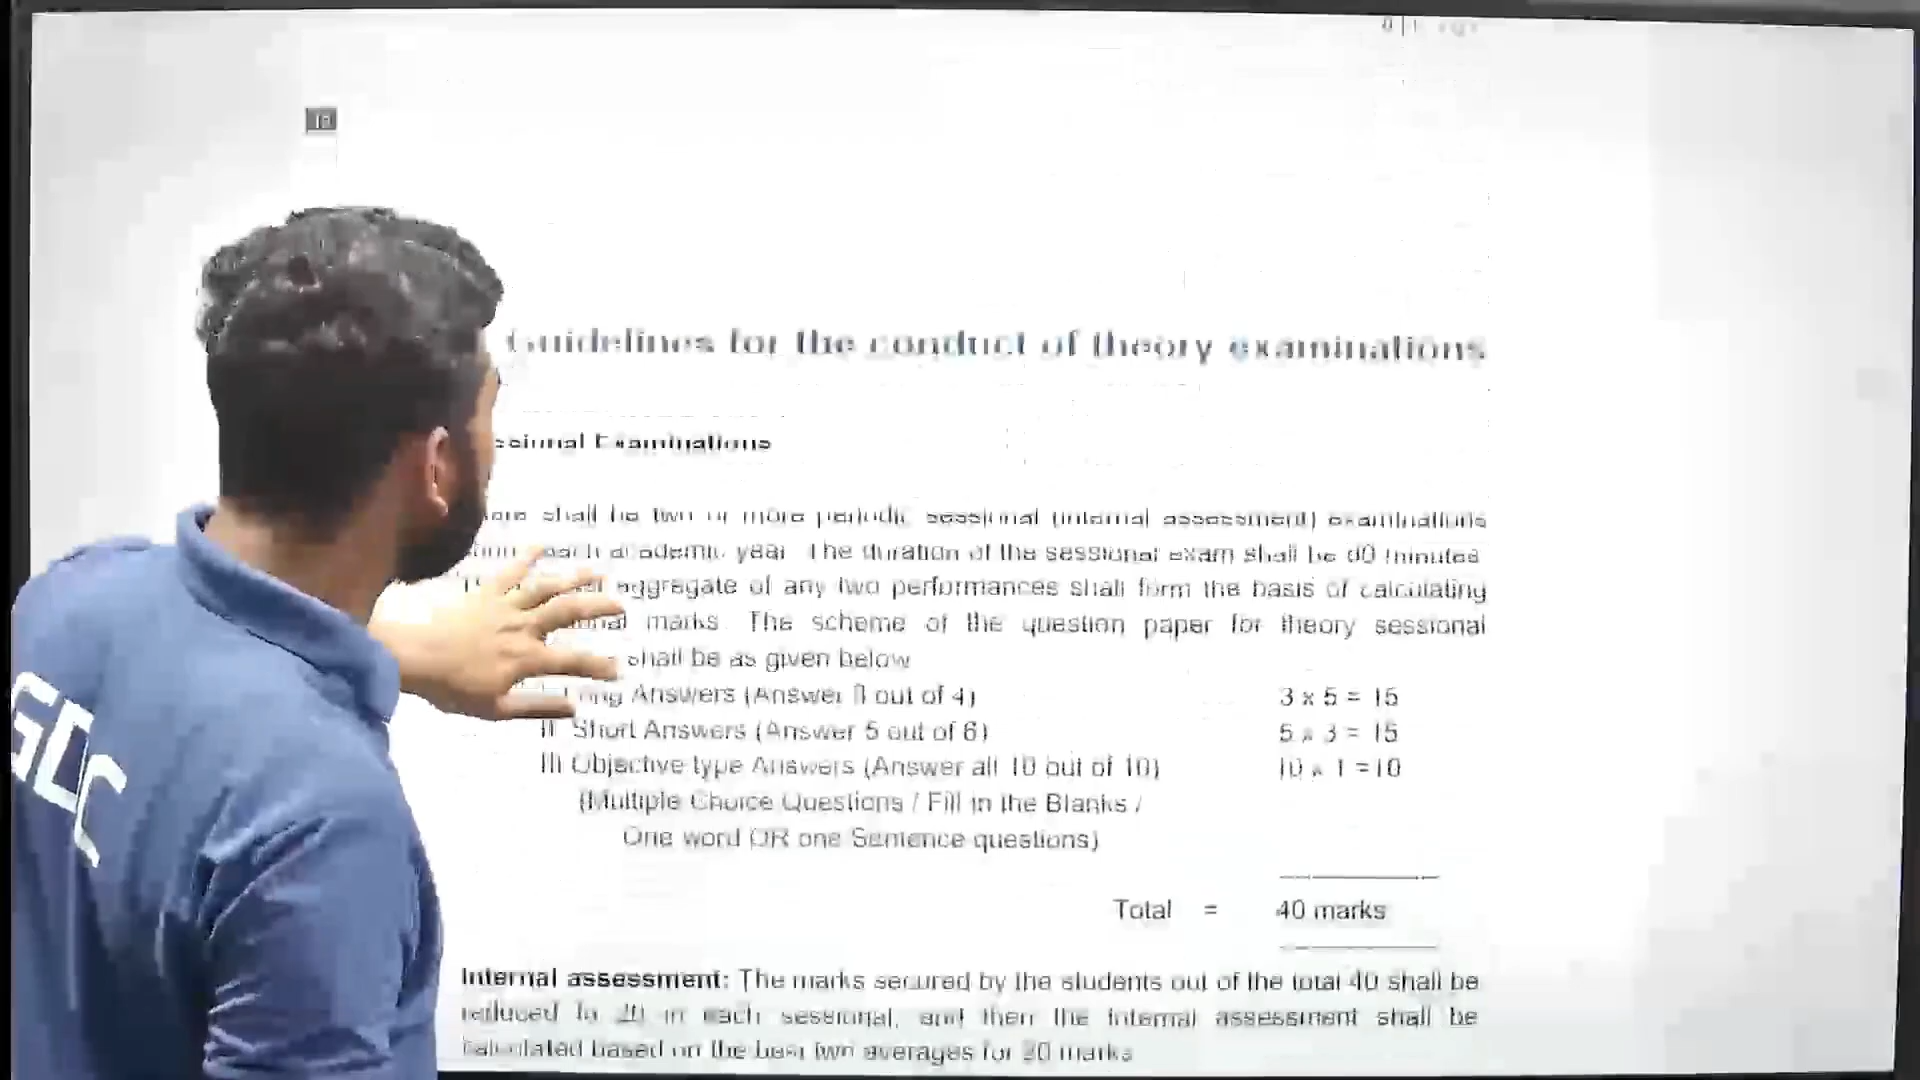 Guidelines for the conduct of theory examinations
Examinations
shall be two or more periodic sessional (internal assessment) examinations
each academic year. The duration of the sessional exam shall be minutes
aggregate of any two performances shall form the basis of calculating
marks. The scheme of the question paper for theory sessional
shall be as given below
Long Answers (Answer 3 out of 4) 3 x 5 = 15
II Short Answers (Answer 5 out of 6) 5 x 3 = 15
III Objective type Answers (Answer all 10 out of 10) 10 x 1 =10
(Multiple Choice Questions / Fill in the Blanks /
One word OR one Sentence questions)
Total = 40 marks
Internal assessment: The marks secured by the students out of the total 40 shall be
reduced to 20 in each sessional, and then the internal assessment shall be
calculated based on the best two averages for 20 marks